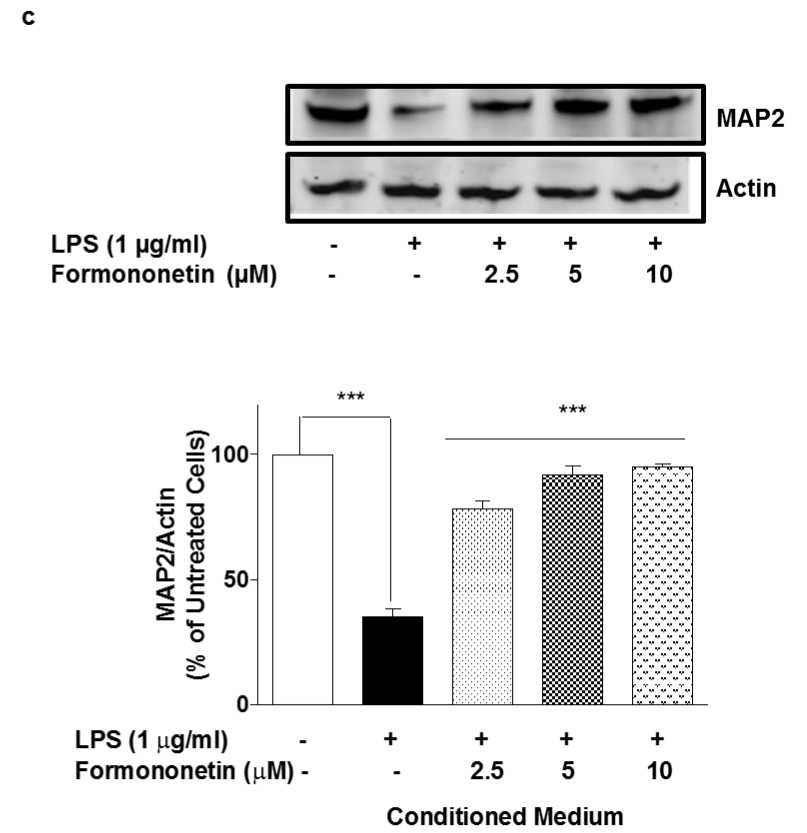 c
MAP2
Actin
LPS (1 µg/ml) - + + + +
Formononetin (µM) - - 2.5 5 10
***
***
100
50
0
MAP2/Actin
(% of Untreated Cells)
LPS (1 µg/ml) - + + + +
Formononetin (µM) - - 2.5 5 10
Conditioned Medium